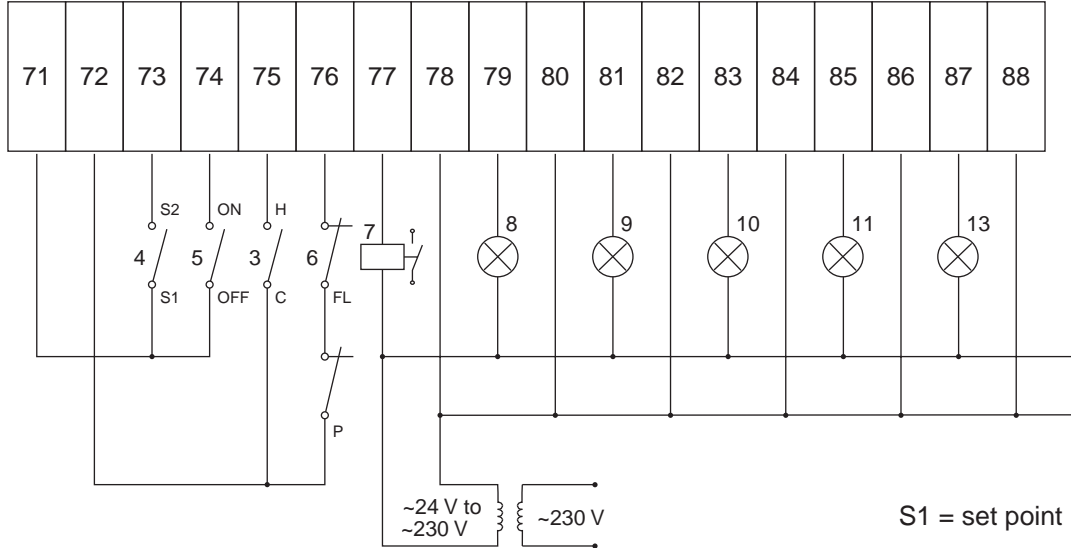 71 72 73 74 75 76 77 78 79 80 81 82 83 84 85 86 87 88
S2 ON H 7 8 9 10 11 13
4 5 3 6
S1 OFF C FL
P
~24 V to
~230 V
~230 V
S1 = set point